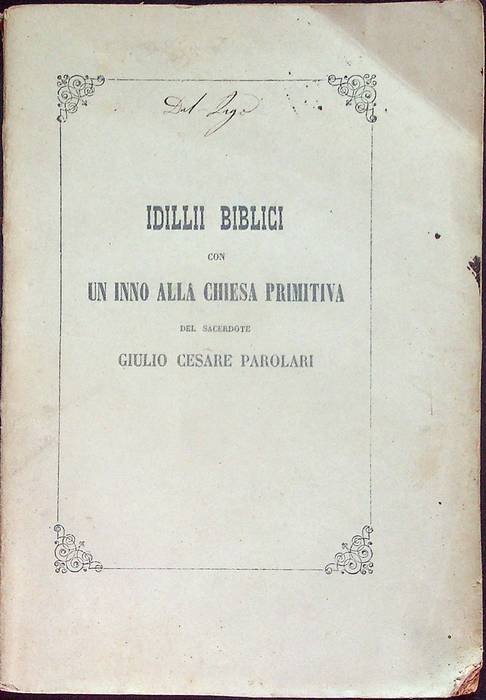 IDILLII BIBLICI
CON
UN INNO ALLA CHIESA PRIMITIVA
DEL SACERDOTE
GIULIO CESARE PAROLARI